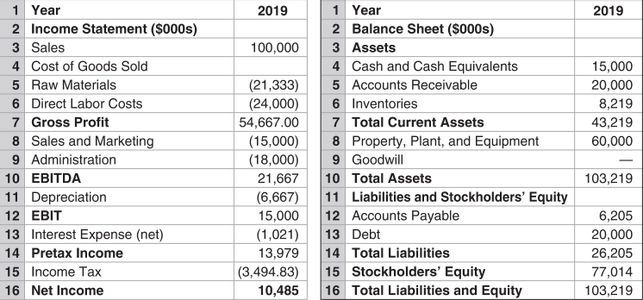 1 Year 2019
2 Income Statement ($000s)
3 Sales 100,000
4 Cost of Goods Sold
5 Raw Materials (21,333)
6 Direct Labor Costs (24,000)
7 Gross Profit 54,667.00
8 Sales and Marketing (15,000)
9 Administration (18,000)
10 EBITDA 21,667
11 Depreciation (6,667)
12 EBIT 15,000
13 Interest Expense (net) (1,021)
14 Pretax Income 13,979
15 Income Tax (3,494.83)
16 Net Income 10,485
1 Year 2019
2 Balance Sheet ($000s)
3 Assets
4 Cash and Cash Equivalents 15,000
5 Accounts Receivable 20,000
6 Inventories 8,219
7 Total Current Assets 43,219
8 Property, Plant, and Equipment 60,000
9 Goodwill —
10 Total Assets 103,219
11 Liabilities and Stockholders' Equity
12 Accounts Payable 6,205
13 Debt 20,000
14 Total Liabilities 26,205
15 Stockholders' Equity 77,014
16 Total Liabilities and Equity 103,219